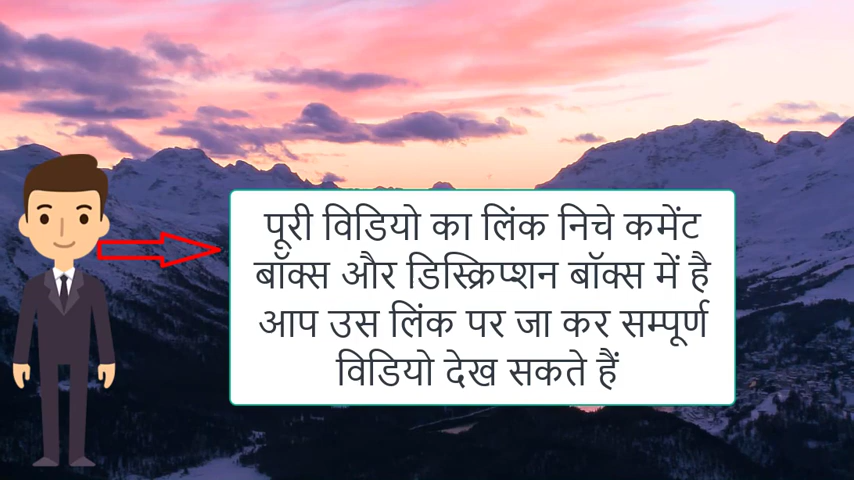 पूरी विडियो का लिंक निचे कमेंट
बॉक्स और डिस्क्रिप्शन बॉक्स में है
आप उस लिंक पर जा कर सम्पूर्ण
विडियो देख सकते हैं